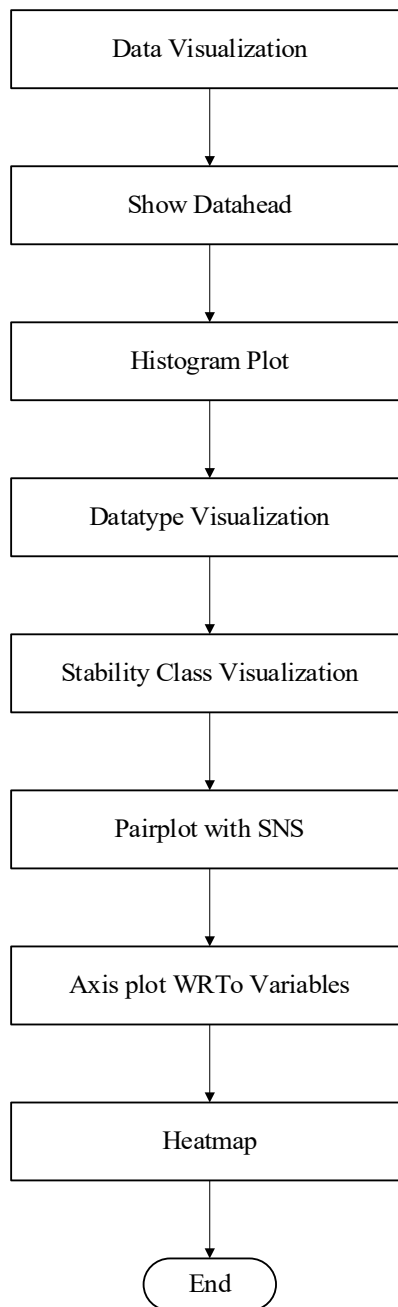 Data Visualization
Show Datahead
Histogram Plot
Datatype Visualization
Stability Class Visualization
Pairplot with SNS
Axis plot WRTo Variables
Heatmap
End